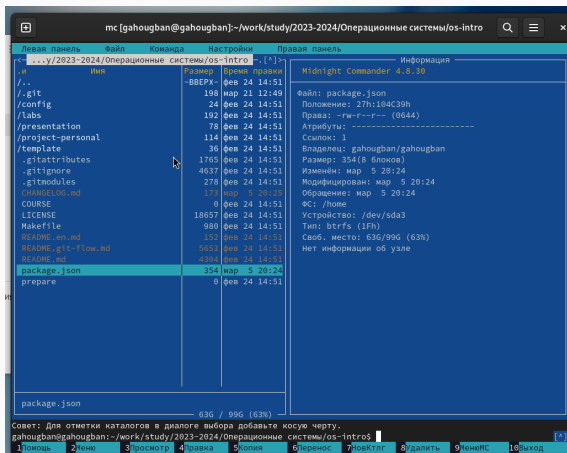 mc [gahougban@gahougban]:~/work/study/2023-2024/Операционные системы/os-intro
Левая панель Файл Команда Настройки Правая панель
<- ...y/2023-2024/Операционные системы/os-intro -.[^]>
.и Имя Размер Время правки
/.. -ВВЕРХ- фев 24 14:51
/.git 198 мар 21 12:49
/config 24 фев 24 14:51
/labs 192 фев 24 14:51
/presentation 78 фев 24 14:51
/project-personal 114 фев 24 14:51
/template 36 фев 24 14:51
.gitattributes 1765 фев 24 14:51
.gitignore 4637 фев 24 14:51
.gitmodules 278 фев 24 14:51
CHANGELOG.md 173 мар 5 20:25
COURSE 0 фев 24 14:51
LICENSE 18657 фев 24 14:51
Makefile 980 фев 24 14:51
README.en.md 152 фев 24 14:51
README.git-flow.md 5653 фев 24 14:51
README.md 4304 фев 24 14:51
package.json 354 мар 5 20:24
prepare 0 фев 24 14:51
package.json
63G / 99G (63%)
Информация
Midnight Commander 4.8.30
Файл: package.json
Положение: 27h:104C39h
Права: -rw-r--r-- (0644)
Атрибуты: -------------------------
Ссылок: 1
Владелец: gahougban/gahougban
Размер: 354(8 блоков)
Изменён: мар 5 20:24
Модифицирован: мар 5 20:24
Обращение: мар 5 20:24
ФС: /home
Устройство: /dev/sda3
Тип: btrfs (1Fh)
Своб. место: 63G/99G (63%)
Нет информации об узле
Совет: Для отметки каталогов в диалоге выбора добавьте косую черту.
gahougban@gahougban:~/work/study/2023-2024/Операционные системы/os-intro$ [^]
1Помощь 2Меню 3Просмотр 4Правка 5Копия 6Перенос 7НовКтлг 8Удалить 9МенюMC 10Выход